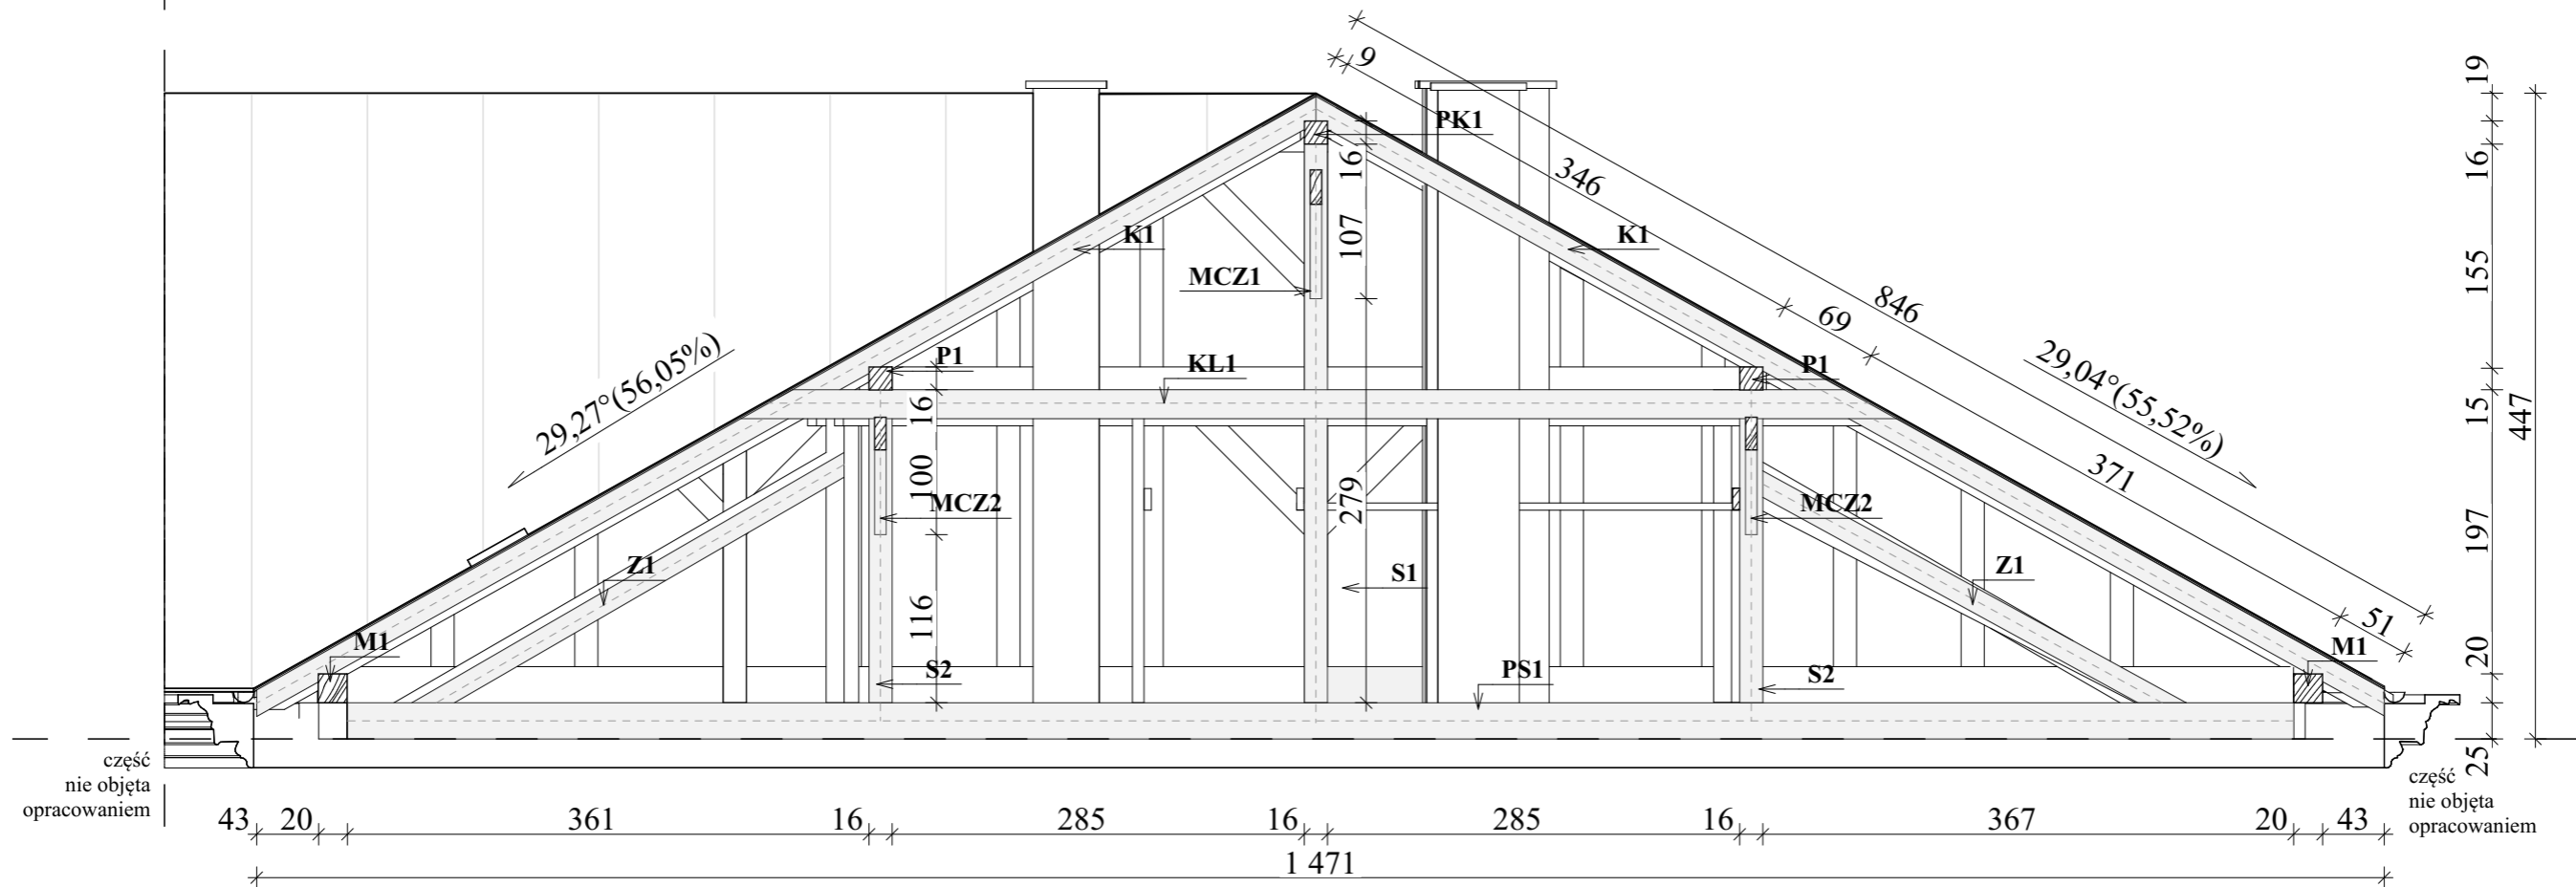 9
19
PK1
16
16
346
K1
K1
107
MCZ1
155
846
69
29,27°(56,05%)
29,04°(55,52%)
P1
KL1
P1
16
15
447
100
279
371
MCZ2
MCZ2
197
Z1
S1
Z1
116
51
M1
M1
20
S2
PS1
S2
25
część
nie objęta
opracowaniem
część
nie objęta
opracowaniem
43 20 361 16 285 16 285 16 367 20 43
1 471